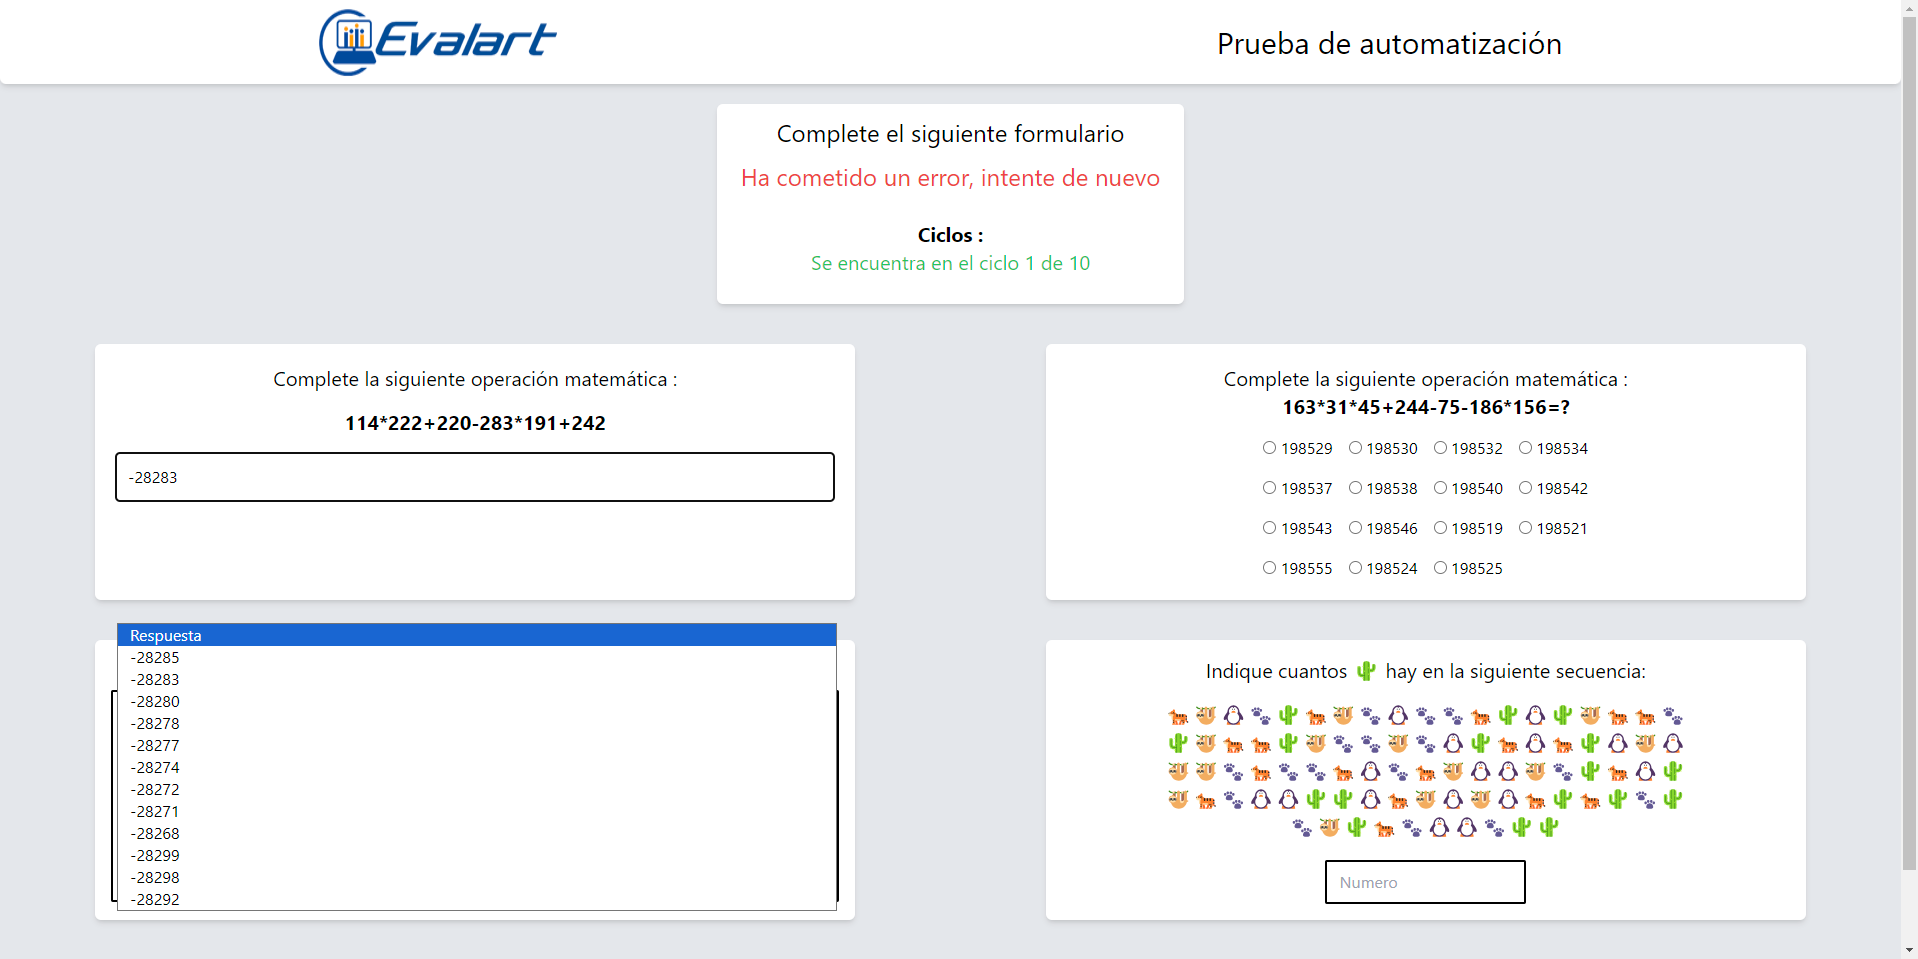 Evalart
Prueba de automatización
Complete el siguiente formulario
Ha cometido un error, intente de nuevo
Ciclos :
Se encuentra en el ciclo 1 de 10
Complete la siguiente operación matemática :
114*222+220-283*191+242
-28283
Complete la siguiente operación matemática :
163*31*45+244-75-186*156=?
198529 198530 198532 198534
198537 198538 198540 198542
198543 198546 198519 198521
198555 198524 198525
Respuesta
-28285
-28283
-28280
-28278
-28277
-28274
-28272
-28271
-28268
-28299
-28298
-28292
Indique cuantos 🌵 hay en la siguiente secuencia:
Numero